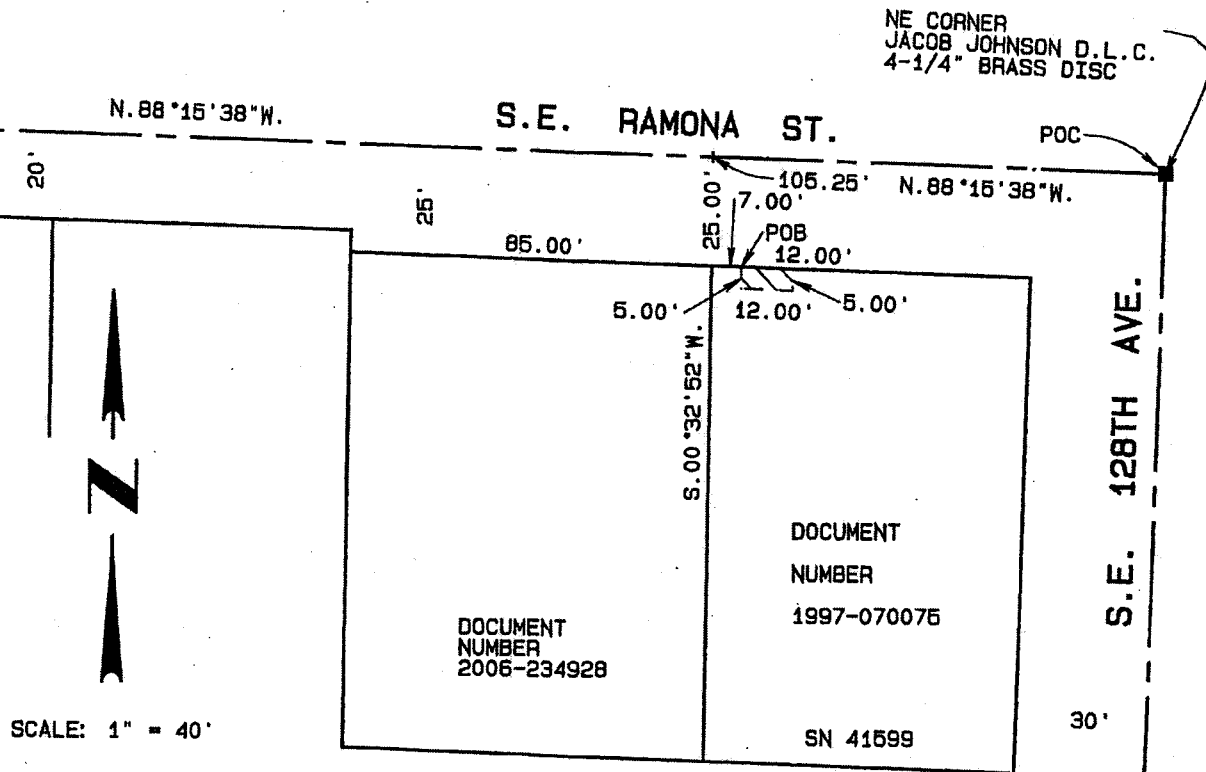 NE CORNER
JACOB JOHNSON D.L.C.
4-1/4" BRASS DISC
N.88°15'38"W.
S.E. RAMONA ST.
POC
20'
25'
25.00'
105.25'
N.88°15'38"W.
7.00'
POB
85.00'
12.00'
5.00'
12.00'
5.00'
S.00°32'52"W.
S.E. 128TH AVE.
N
DOCUMENT
NUMBER
1997-070075
DOCUMENT
NUMBER
2006-234928
SCALE: 1" = 40'
SN 41599
30'